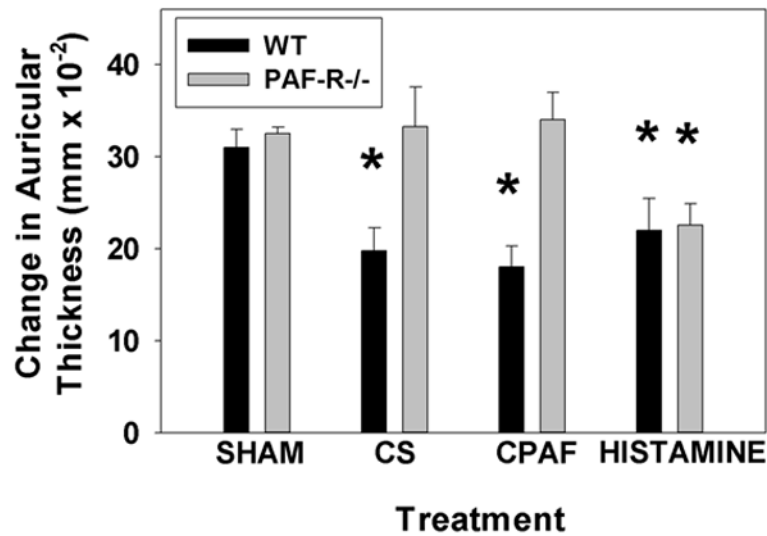 Change in Auricular
Thickness (mm x 10-2)
WT
PAF-R-/-
40
30
20
10
0
*
*
* *
SHAM CS CPAF HISTAMINE
Treatment